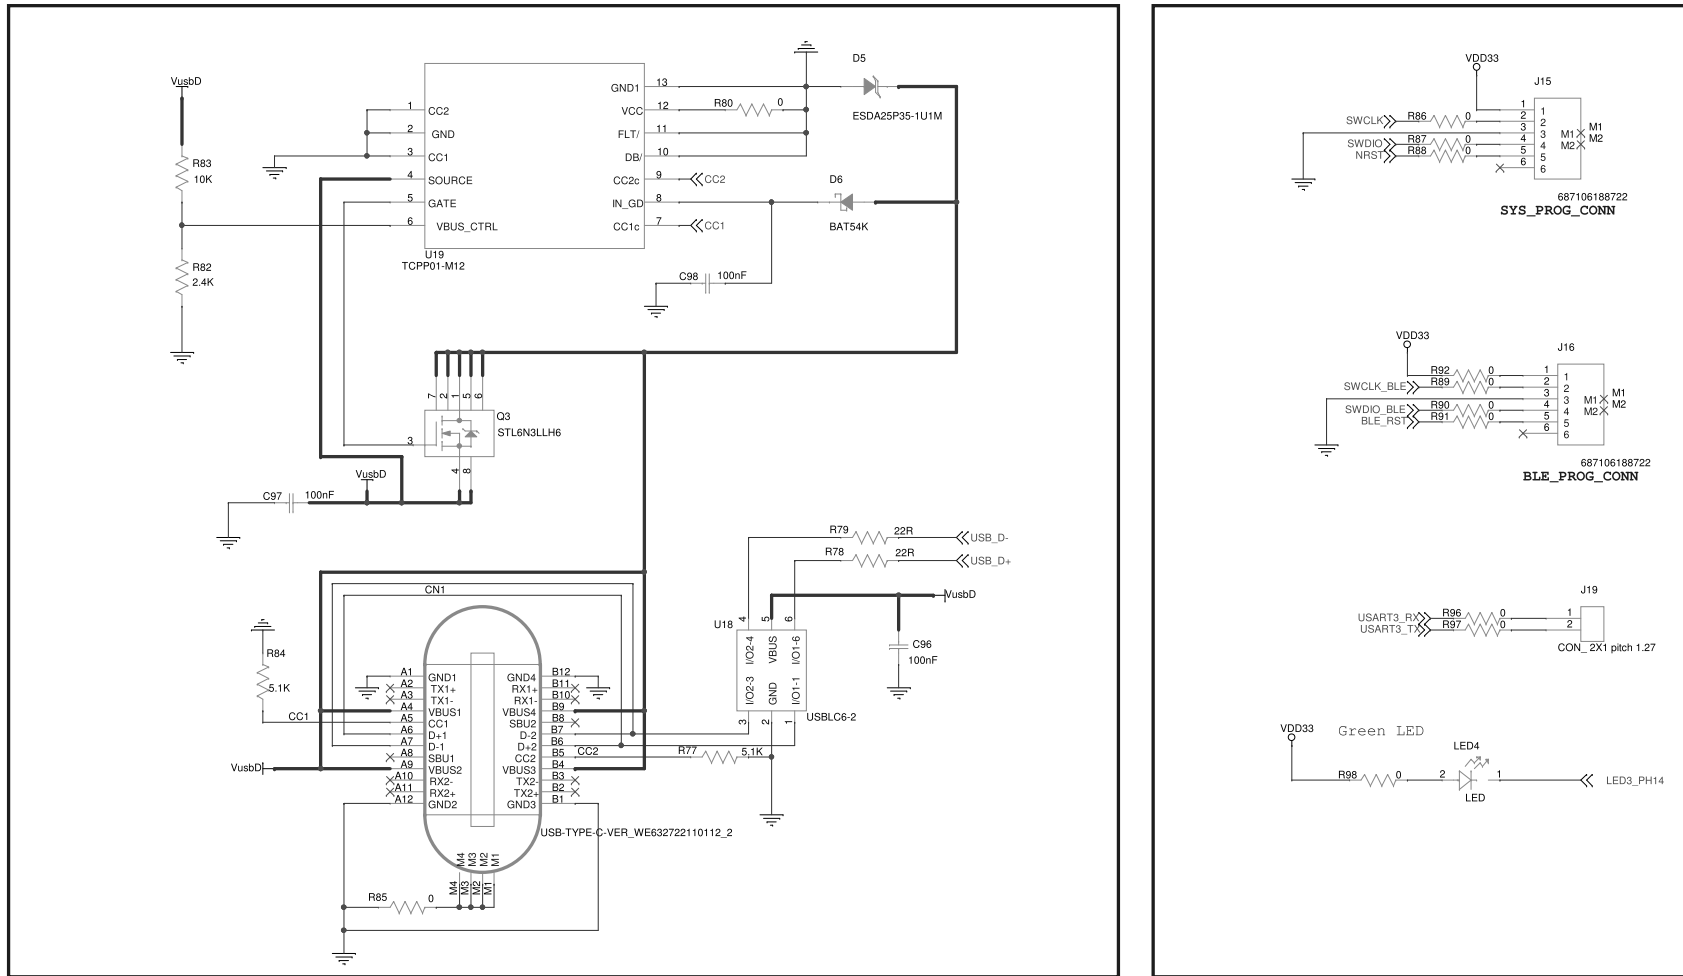 VusbD
R83
10K
R82
2.4K
1 CC2
2 GND
3 CC1
4 SOURCE
5 GATE
6 VBUS_CTRL
GND1 13
VCC 12
FLT/ 11
DB/ 10
CC2c 9
IN_GD 8
CC1c 7
U19
TCPP01-M12
R80 0
CC2
CC1
D5
ESDA25P35-1U1M
D6
BAT54K
C98 100nF
7 2 1 5 6
Q3
STL6N3LLH6
3
4 8
VusbD
C97 100nF
R79 22R USB_D-
R78 22R USB_D+
VusbD
C96
100nF
U18
4 5 6
I/O2-4 VBUS I/O1-6
I/O2-3 GND I/O1-1
3 2 1
USBLC6-2
CN1
R84
5.1K
CC1
VusbD
A1 GND1
A2 TX1+
A3 TX1-
A4 VBUS1
A5 CC1
A6 D+1
A7 D-1
A8 SBU1
A9 VBUS2
A10 RX2-
A11 RX2+
A12 GND2
GND4 B12
RX1+ B11
RX1- B10
VBUS4 B9
SBU2 B8
D-2 B7
D+2 B6
CC2 B5
VBUS3 B4
TX2- B3
TX2+ B2
GND3 B1
CC2
R77 5.1K
USB-TYPE-C-VER_WE632722110112_2
M4 M3 M2 M1
M4 M3 M2 M1
R85 0
VDD33
J15
1 1
SWCLK R86 0 2 2
3 3
SWDIO R87 0 4 4
NRST R88 0 5 5
6 6
M1 M1
M2 M2
687106188722
SYS_PROG_CONN
VDD33
J16
R92 0 1 1
SWCLK_BLE R89 0 2 2
3 3
SWDIO_BLE R90 0 4 4
BLE_RST R91 0 5 5
6 6
M1 M1
M2 M2
687106188722
BLE_PROG_CONN
J19
USART3_RX R96 0 1
USART3_TX R97 0 2
CON_ 2X1 pitch 1.27
VDD33
Green LED
LED4
R98 0 2 1 LED3_PH14
LED